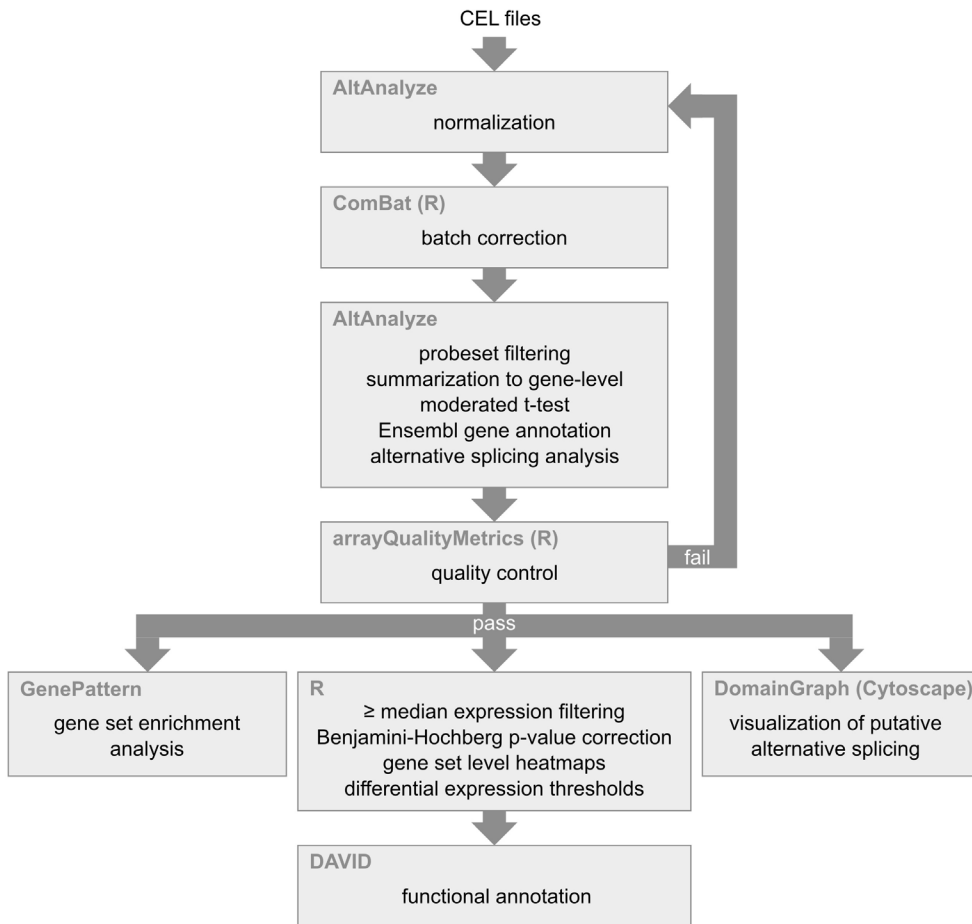 CEL files
AltAnalyze
normalization
ComBat (R)
batch correction
AltAnalyze
probeset filtering
summarization to gene-level
moderated t-test
Ensembl gene annotation
alternative splicing analysis
arrayQualityMetrics (R)
quality control
fail
pass
GenePattern
gene set enrichment
analysis
R
≥ median expression filtering
Benjamini-Hochberg p-value correction
gene set level heatmaps
differential expression thresholds
DomainGraph (Cytoscape)
visualization of putative
alternative splicing
DAVID
functional annotation